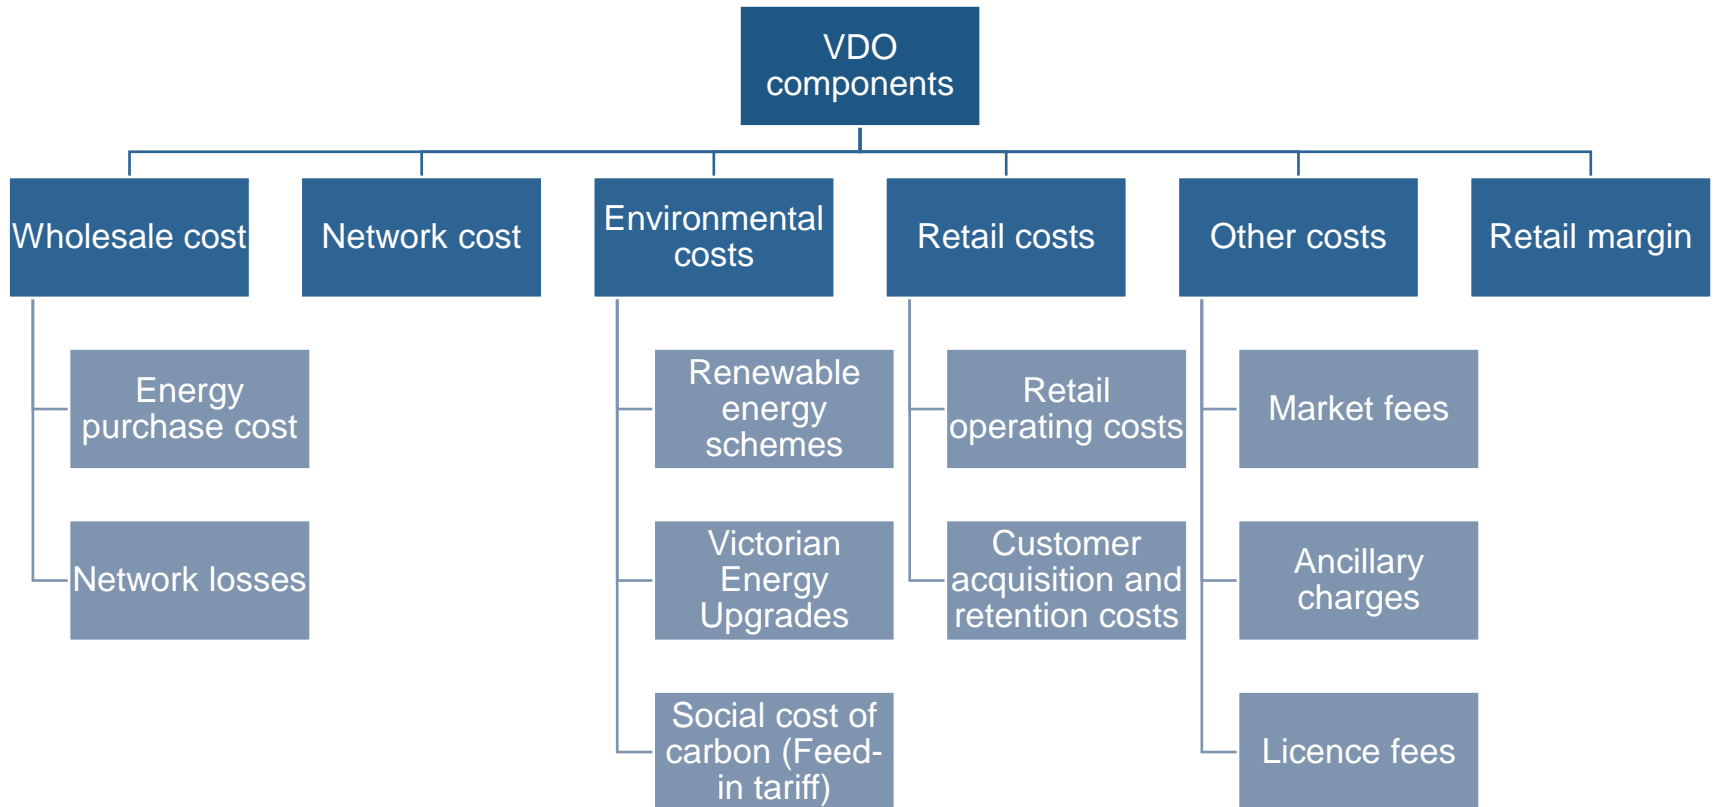 VDO
components
Wholesale cost
Network cost
Environmental
costs
Retail costs
Other costs
Retail margin
Energy
purchase cost
Network losses
Renewable
energy
schemes
Victorian
Energy
Upgrades
Social cost of
carbon (Feed-
in tariff)
Retail
operating costs
Customer
acquisition and
retention costs
Market fees
Ancillary
charges
Licence fees